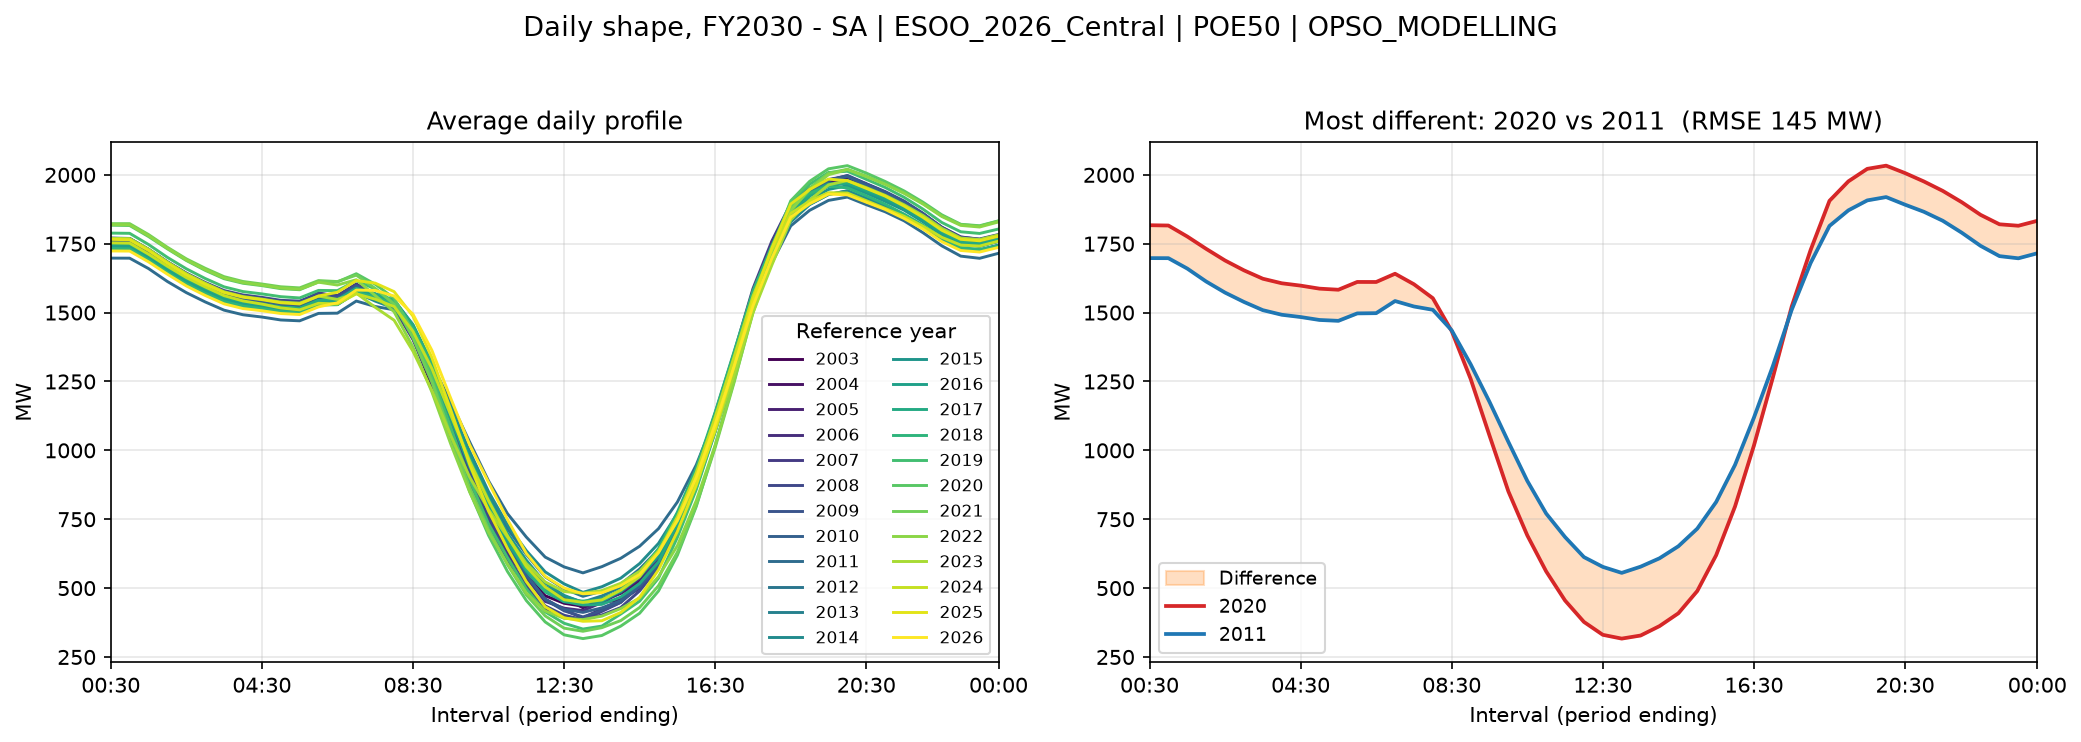 Daily shape, FY2030 - SA | ESOO_2026_Central | POE50 | OPSO_MODELLING
Average daily profile
MW
2000
1750
1500
1250
1000
750
500
250
00:30 04:30 08:30 12:30 16:30 20:30 00:00
Interval (period ending)
Reference year
2003 2015
2004 2016
2005 2017
2006 2018
2007 2019
2008 2020
2009 2021
2010 2022
2011 2023
2012 2024
2013 2025
2014 2026
Most different: 2020 vs 2011 (RMSE 145 MW)
MW
2000
1750
1500
1250
1000
750
500
250
00:30 04:30 08:30 12:30 16:30 20:30 00:00
Interval (period ending)
Difference
2020
2011